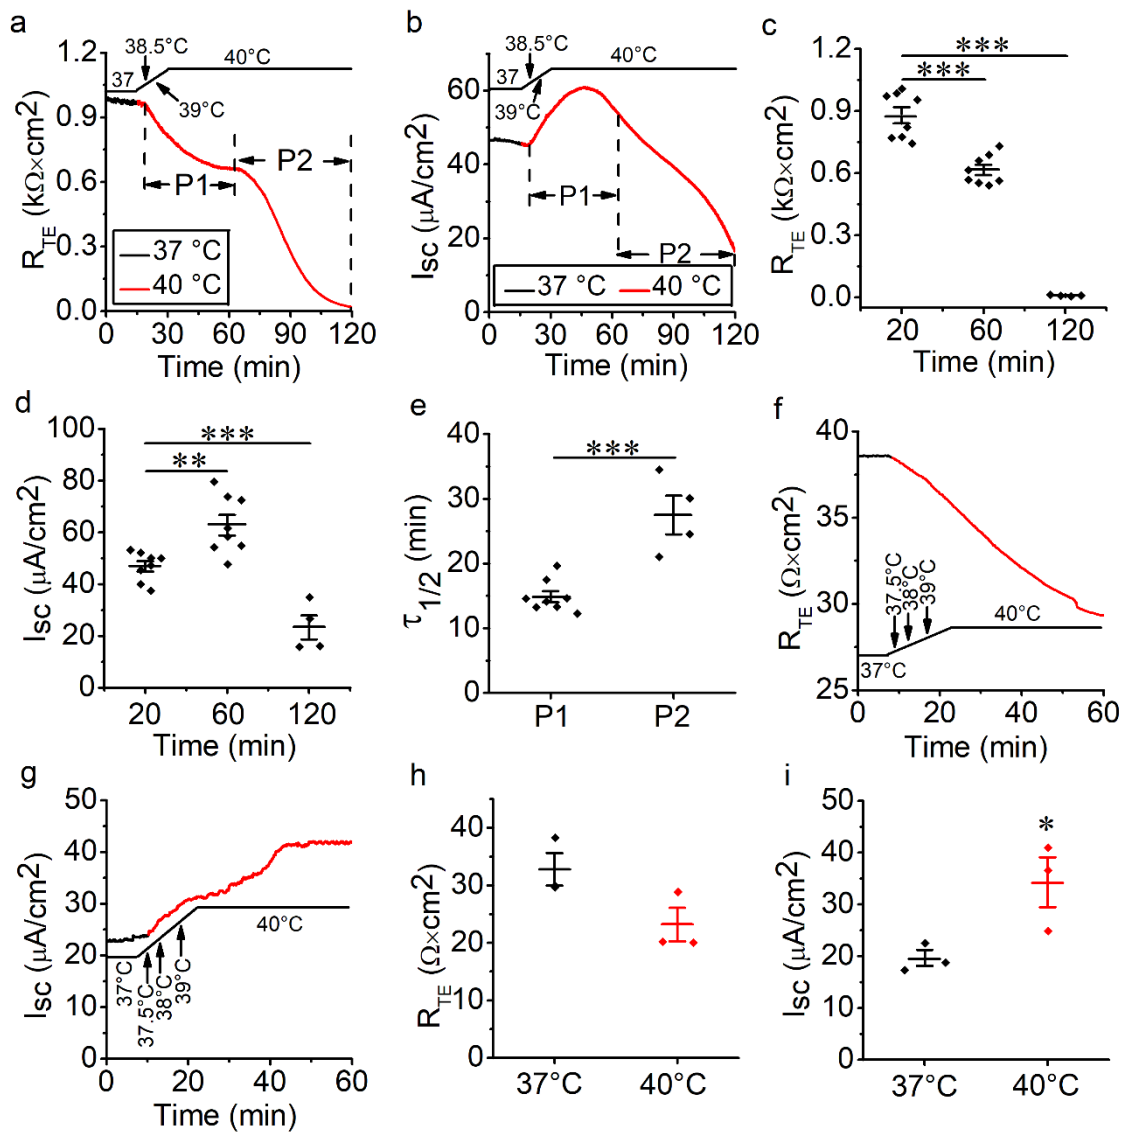 a
1.2
0.9
0.6
0.3
0.0
R_TE (kΩ×cm2)
38.5°C
37
40°C
39°C
P1
P2
37 °C
40 °C
0 30 60 90 120
Time (min)
b
60
40
20
0
Isc (μA/cm2)
38.5°C
37
40°C
39°C
P1
P2
37 °C
40 °C
0 30 60 90 120
Time (min)
c
1.2
0.9
0.6
0.3
0.0
R_TE (kΩ×cm2)
***
***
20 60 120
Time (min)
d
100
80
60
40
20
0
Isc (μA/cm2)
***
**
20 60 120
Time (min)
e
40
30
20
10
0
τ1/2 (min)
***
P1 P2
f
40
35
30
25
R_TE (Ω×cm2)
37.5°C
38°C
39°C
40°C
37°C
0 20 40 60
Time (min)
g
50
40
30
20
10
0
Isc (μA/cm2)
40°C
37°C
37.5°C
38°C
39°C
0 20 40 60
Time (min)
h
40
30
20
10
0
R_TE (Ω×cm2)
37°C 40°C
i
50
40
30
20
10
0
Isc (μA/cm2)
*
37°C 40°C